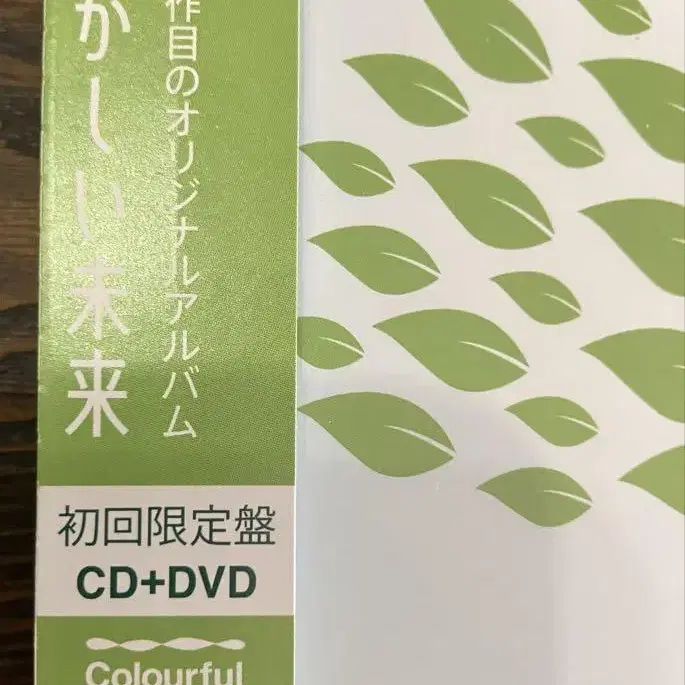 かしい未来
作目のオリジナルアルバム
初回限定盤
CD+DVD
Colourful